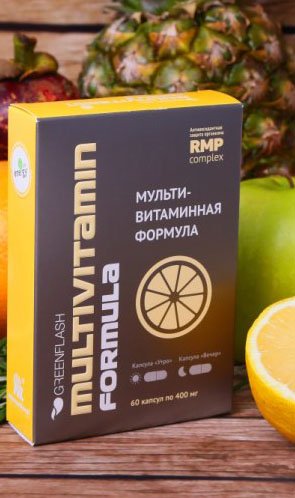 Антиоксидантная
защита организма
RMP
complex
energy
МУЛЬТИ-
ВИТАМИННАЯ
ФОРМУЛА
GREENFLASH
MULTIVITAMIN
FORMULA
Капсула «Утро»
Капсула «Вечер»
60 капсул по 400 мг